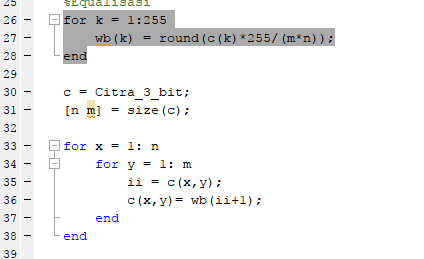 25 %Equalisasi
26 - for k = 1:255
27 - wb(k) = round(c(k)*255/(m*n));
28 - end
29
30 - c = Citra_3_bit;
31 - [n m] = size(c);
32
33 - for x = 1: n
34 - for y = 1: m
35 - ii = c(x,y);
36 - c(x,y)= wb(ii+1);
37 - end
38 - end
39